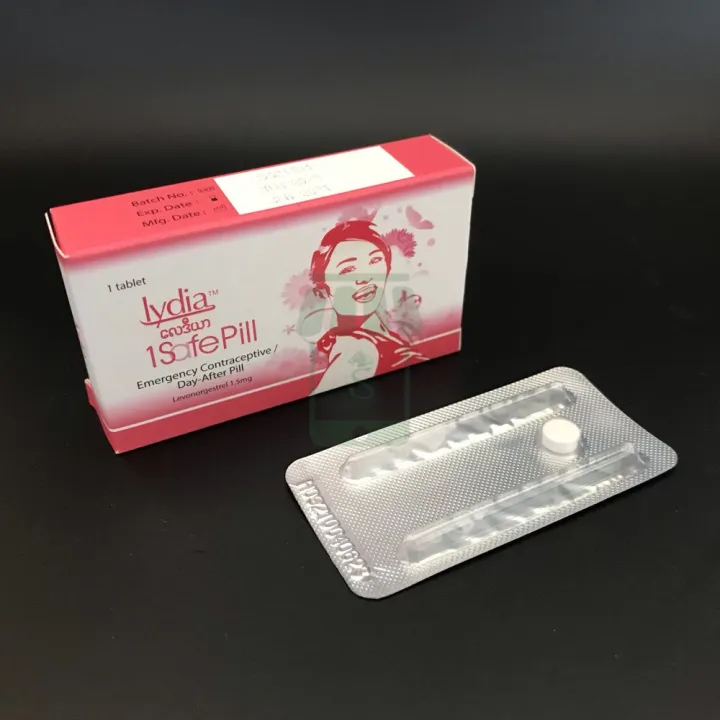 Batch No. :
Exp. Date :
Mfg. Date :
1 tablet
lydia™
လေဒီယာ
1SafePill
Emergency Contraceptive /
Day-After Pill
Levonorgestrel 1.5mg